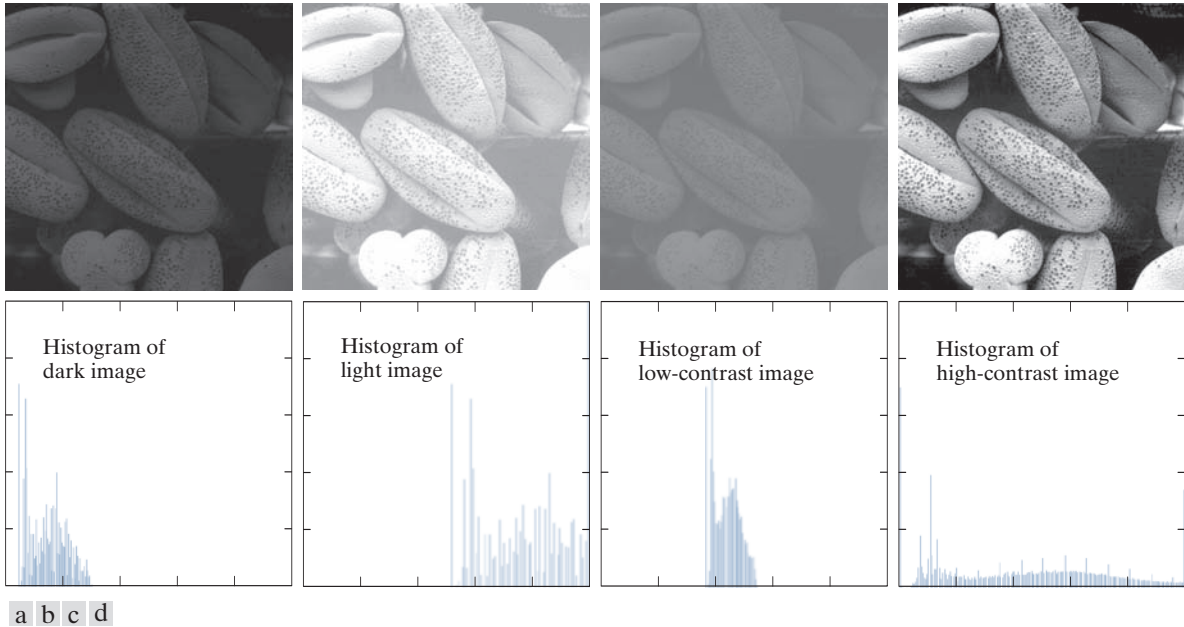 Histogram of
dark image
Histogram of
light image
Histogram of
low-contrast image
Histogram of
high-contrast image
a b c d